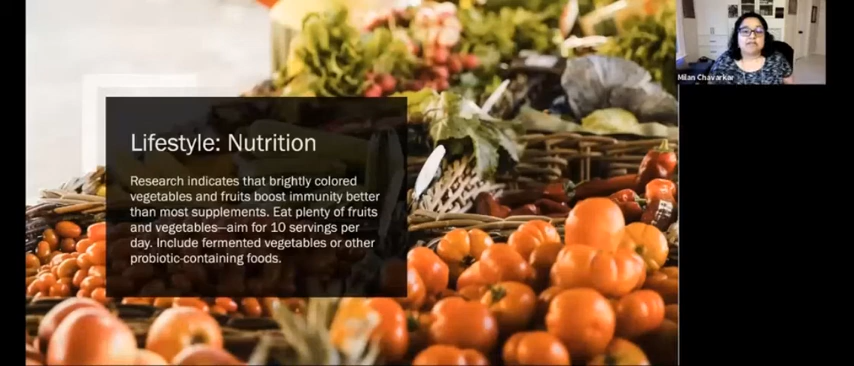 Lifestyle: Nutrition
Research indicates that brightly colored
vegetables and fruits boost immunity better
than most supplements. Eat plenty of fruits
and vegetables—aim for 10 servings per
day. Include fermented vegetables or other
probiotic-containing foods.
Milan Chavarkar